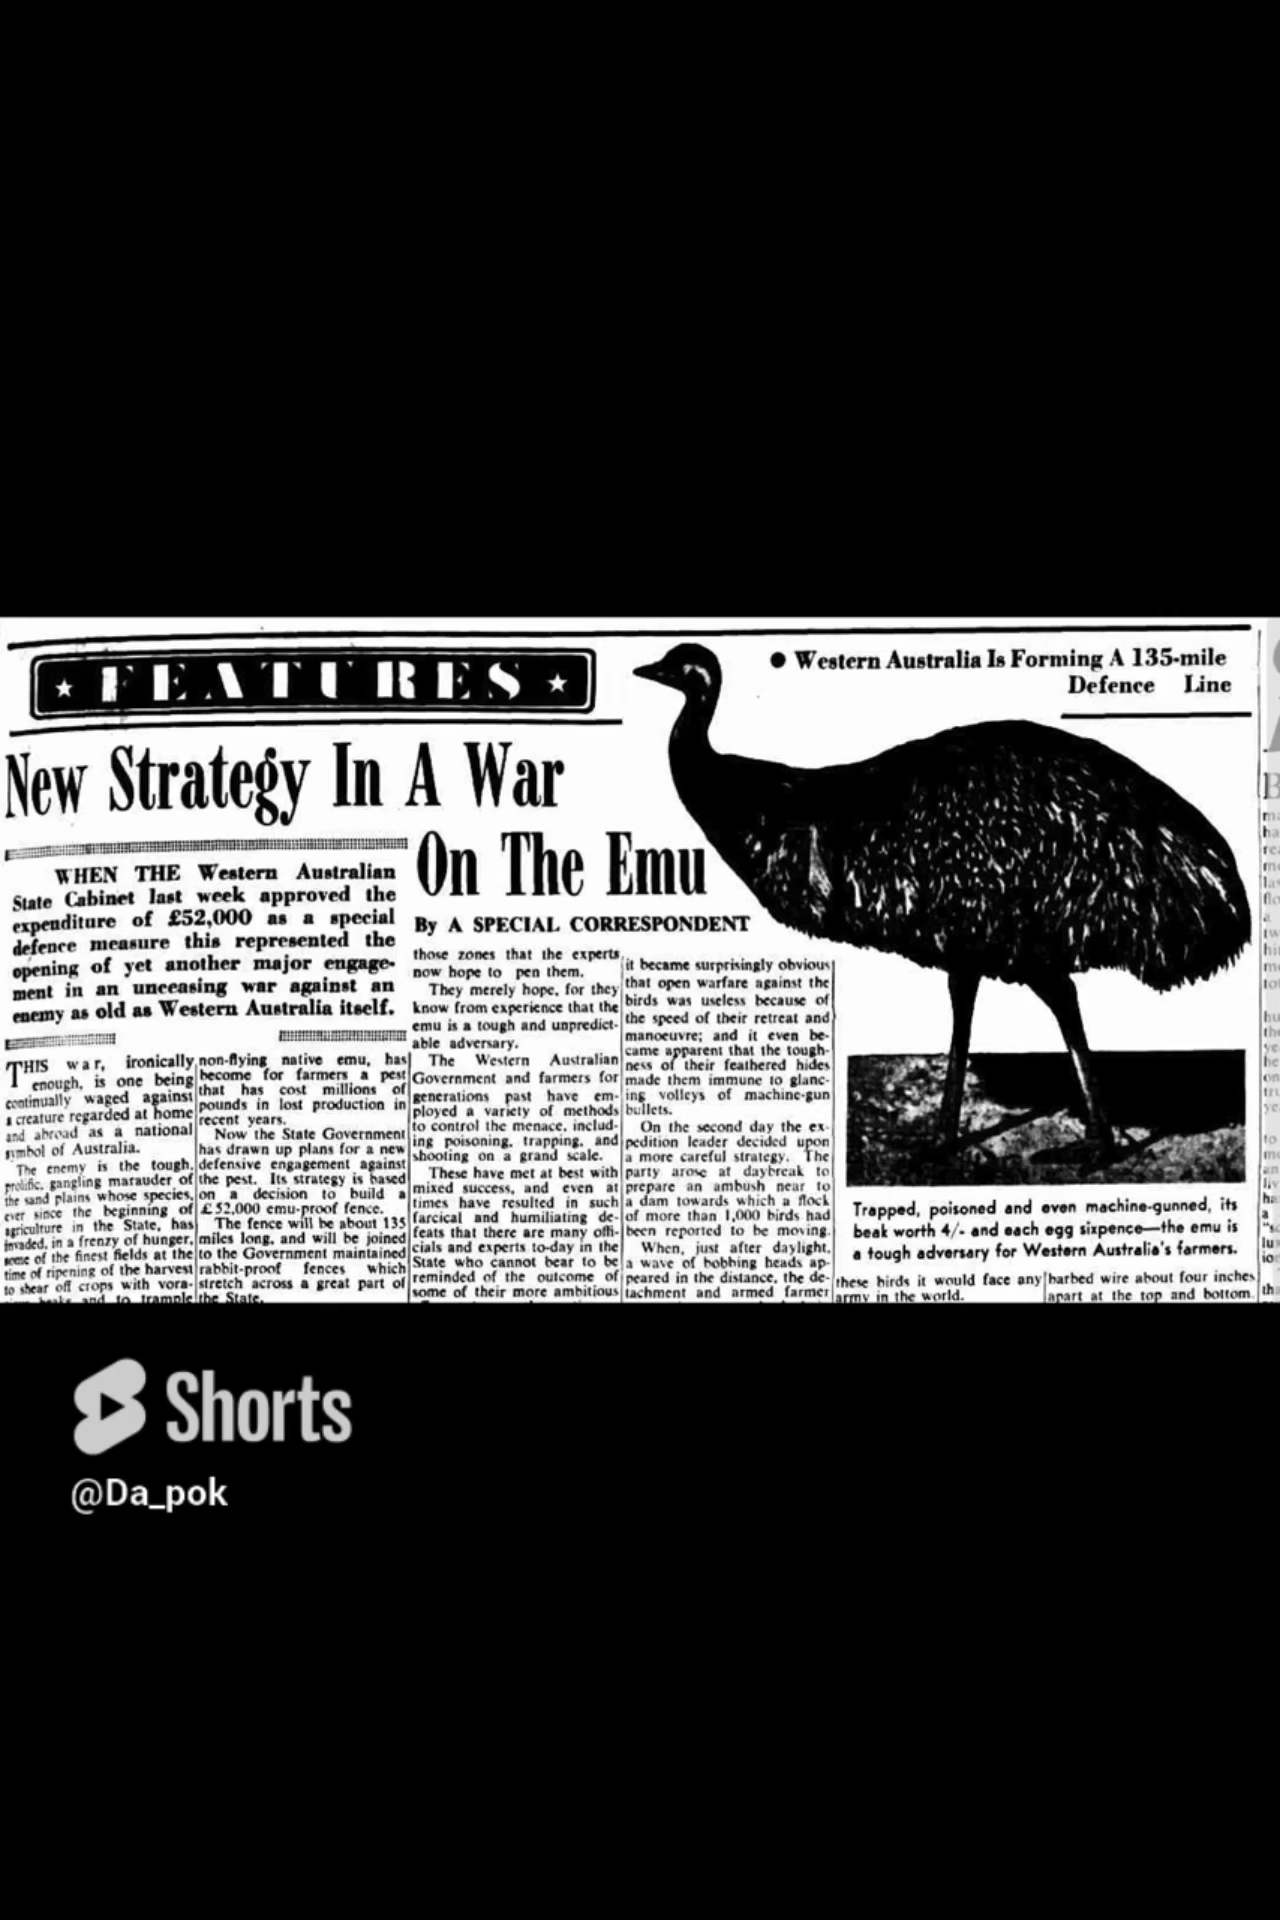 ★ FEATURES ★
● Western Australia Is Forming A 135-mile
Defence Line
New Strategy In A War
On The Emu
By A SPECIAL CORRESPONDENT
WHEN THE Western Australian
State Cabinet last week approved the
expenditure of £52,000 as a special
defence measure this represented the
opening of yet another major engage-
ment in an unceasing war against an
enemy as old as Western Australia itself.
THIS war, ironically
enough, is one being
continually waged against
a creature regarded at home
and abroad as a national
symbol of Australia.
The enemy is the tough,
prolific, gangling marauder of
the sand plains whose species,
ever since the beginning of
agriculture in the State, has
invaded, in a frenzy of hunger,
some of the finest fields at the
time of ripening of the harvest
to shear off crops with vora-
and to trample
non-flying native emu, has
become for farmers a pest
that has cost millions of
pounds in lost production in
recent years.
Now the State Government
has drawn up plans for a new
defensive engagement against
the pest. Its strategy is based
on a decision to build a
£52,000 emu-proof fence.
The fence will be about 135
miles long, and will be joined
to the Government maintained
rabbit-proof fences which
stretch across a great part of
the State.
those zones that the experts
now hope to pen them.
They merely hope, for they
know from experience that the
emu is a tough and unpredict-
able adversary.
The Western Australian
Government and farmers for
generations past have em-
ployed a variety of methods
to control the menace, includ-
ing poisoning, trapping, and
shooting on a grand scale.
These have met at best with
mixed success, and even at
times have resulted in such
farcical and humiliating de-
feats that there are many offi-
cials and experts to-day in the
State who cannot bear to be
reminded of the outcome of
some of their more ambitious
it became surprisingly obvious
that open warfare against the
birds was useless because of
the speed of their retreat and
manoeuvre; and it even be-
came apparent that the tough-
ness of their feathered hides
made them immune to glanc-
ing volleys of machine-gun
bullets.
On the second day the ex-
pedition leader decided upon
a more careful strategy. The
party arose at daybreak to
prepare an ambush near to
a dam towards which a flock
of more than 1,000 birds had
been reported to be moving.
When, just after daylight,
a wave of bobbing heads ap-
peared in the distance, the de-
tachment and armed farmer
Trapped, poisoned and even machine-gunned, its
beak worth 4/- and each egg sixpence—the emu is
a tough adversary for Western Australia's farmers.
these birds it would face any
army in the world.
barbed wire about four inches
apart at the top and bottom.
Shorts
@Da_pok